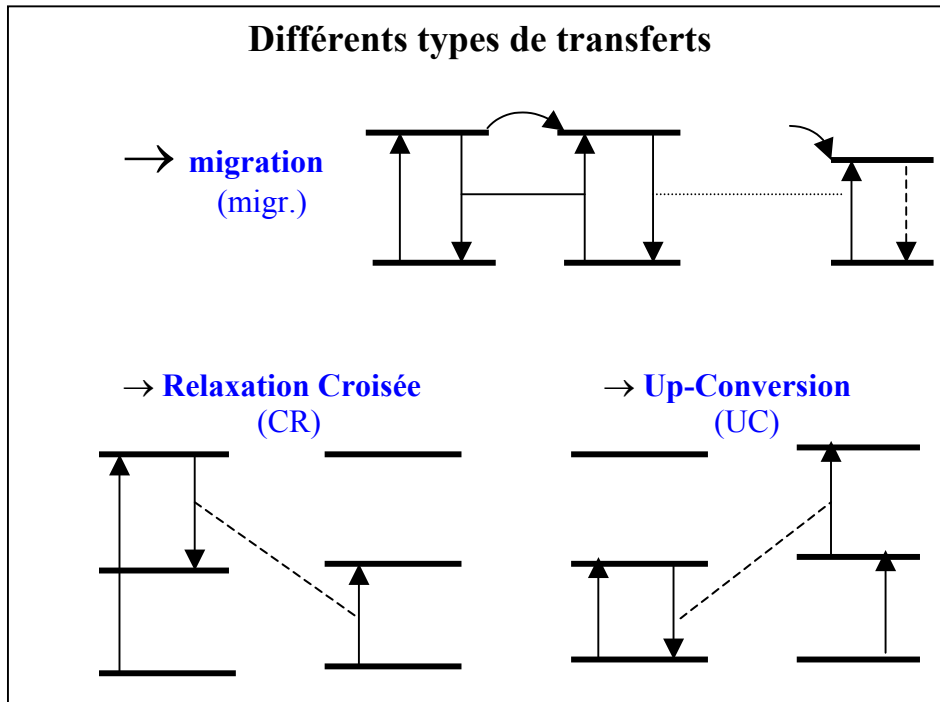 Différents types de transferts
→ migration
(migr.)
→ Relaxation Croisée
(CR)
→ Up-Conversion
(UC)